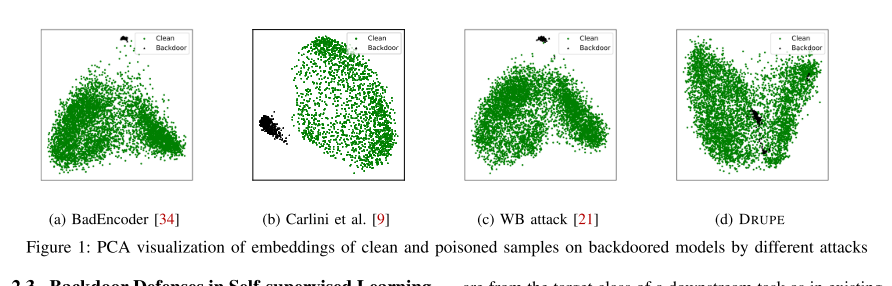 Clean
Backdoor
Clean
Backdoor
Clean
Backdoor
Clean
Backdoor
(a) BadEncoder [34]
(b) Carlini et al. [9]
(c) WB attack [21]
(d) DRUPE
Figure 1: PCA visualization of embeddings of clean and poisoned samples on backdoored models by different attacks
2.3 Backdoor Defenses in Self-supervised Learning
are from the target class of a downstream task as in existing